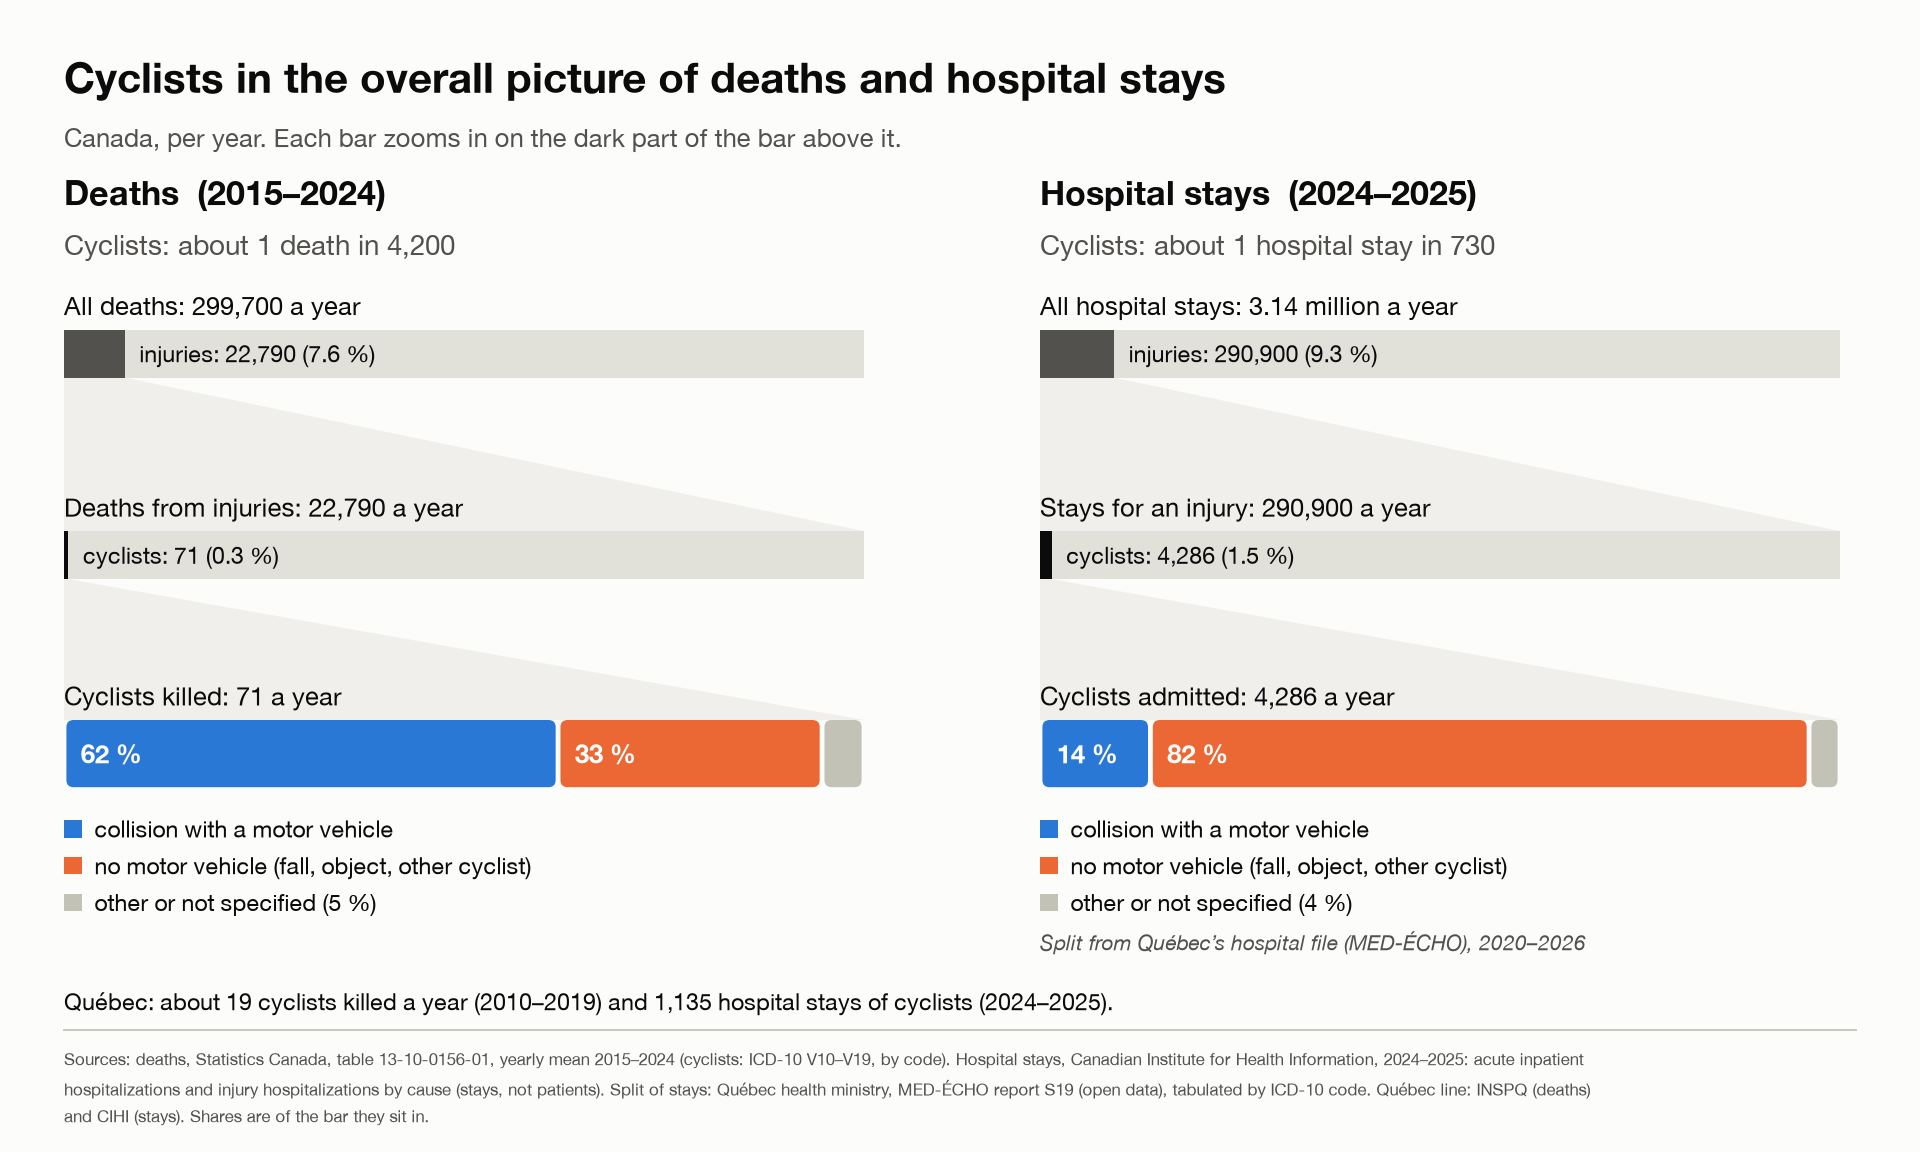 Cyclists in the overall picture of deaths and hospital stays
Canada, per year. Each bar zooms in on the dark part of the bar above it.
Deaths (2015–2024)
Cyclists: about 1 death in 4,200
All deaths: 299,700 a year
injuries: 22,790 (7.6 %)
Deaths from injuries: 22,790 a year
cyclists: 71 (0.3 %)
Cyclists killed: 71 a year
62 %
33 %
collision with a motor vehicle
no motor vehicle (fall, object, other cyclist)
other or not specified (5 %)
Hospital stays (2024–2025)
Cyclists: about 1 hospital stay in 730
All hospital stays: 3.14 million a year
injuries: 290,900 (9.3 %)
Stays for an injury: 290,900 a year
cyclists: 4,286 (1.5 %)
Cyclists admitted: 4,286 a year
14 %
82 %
collision with a motor vehicle
no motor vehicle (fall, object, other cyclist)
other or not specified (4 %)
Split from Québec’s hospital file (MED-ÉCHO), 2020–2026
Québec: about 19 cyclists killed a year (2010–2019) and 1,135 hospital stays of cyclists (2024–2025).
Sources: deaths, Statistics Canada, table 13-10-0156-01, yearly mean 2015–2024 (cyclists: ICD-10 V10–V19, by code). Hospital stays, Canadian Institute for Health Information, 2024–2025: acute inpatient
hospitalizations and injury hospitalizations by cause (stays, not patients). Split of stays: Québec health ministry, MED-ÉCHO report S19 (open data), tabulated by ICD-10 code. Québec line: INSPQ (deaths)
and CIHI (stays). Shares are of the bar they sit in.